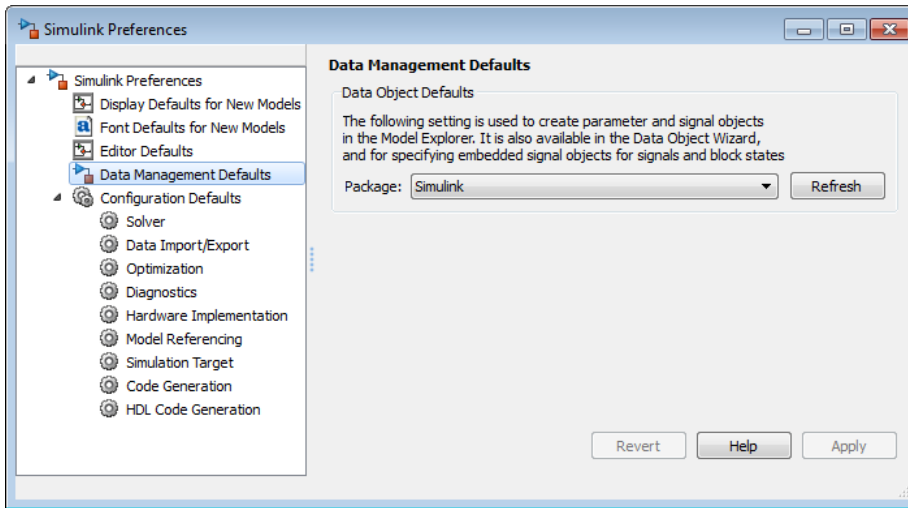 Simulink Preferences
Simulink Preferences
Display Defaults for New Models
Font Defaults for New Models
Editor Defaults
Data Management Defaults
Configuration Defaults
Solver
Data Import/Export
Optimization
Diagnostics
Hardware Implementation
Model Referencing
Simulation Target
Code Generation
HDL Code Generation
Data Management Defaults
Data Object Defaults
The following setting is used to create parameter and signal objects
in the Model Explorer. It is also available in the Data Object Wizard,
and for specifying embedded signal objects for signals and block states
Package: Simulink Refresh
Revert Help Apply